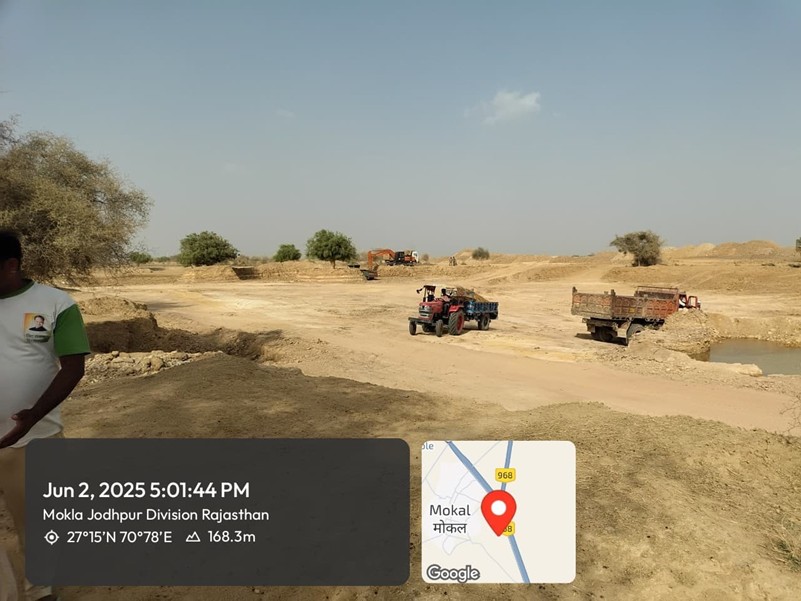 Jun 2, 2025 5:01:44 PM
Mokla Jodhpur Division Rajasthan
27°15'N 70°78'E 168.3m
968
Mokal
मोकल
Google